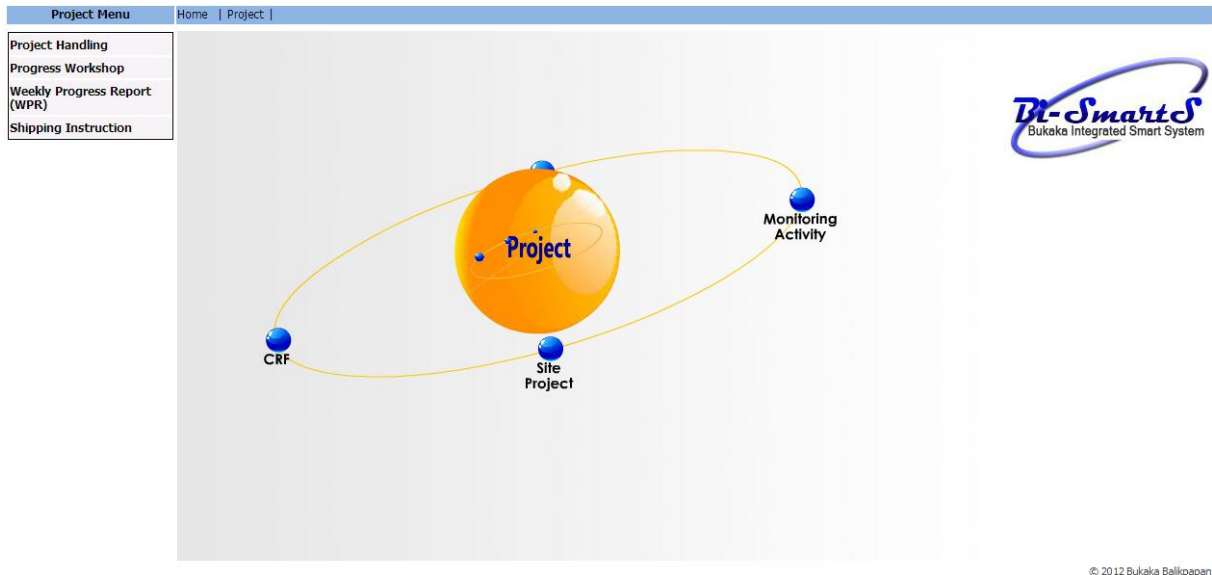 Project Menu
Home | Project |
Project Handling
Progress Workshop
Weekly Progress Report
(WPR)
Shipping Instruction
Bi-SmartS
Bukaka Integrated Smart System
Project
Monitoring
Activity
CRF
Site
Project
© 2012 Bukaka Balikpapan